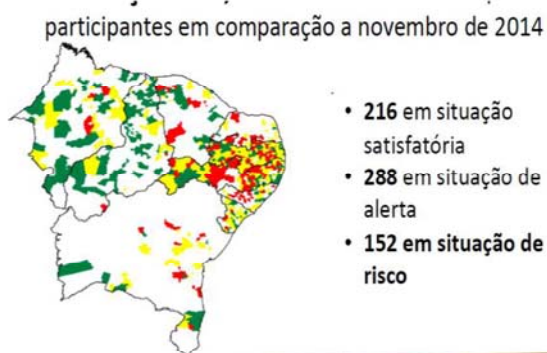 participantes em comparação a novembro de 2014
• 216 em situação
satisfatória
• 288 em situação de
alerta
• 152 em situação de
risco